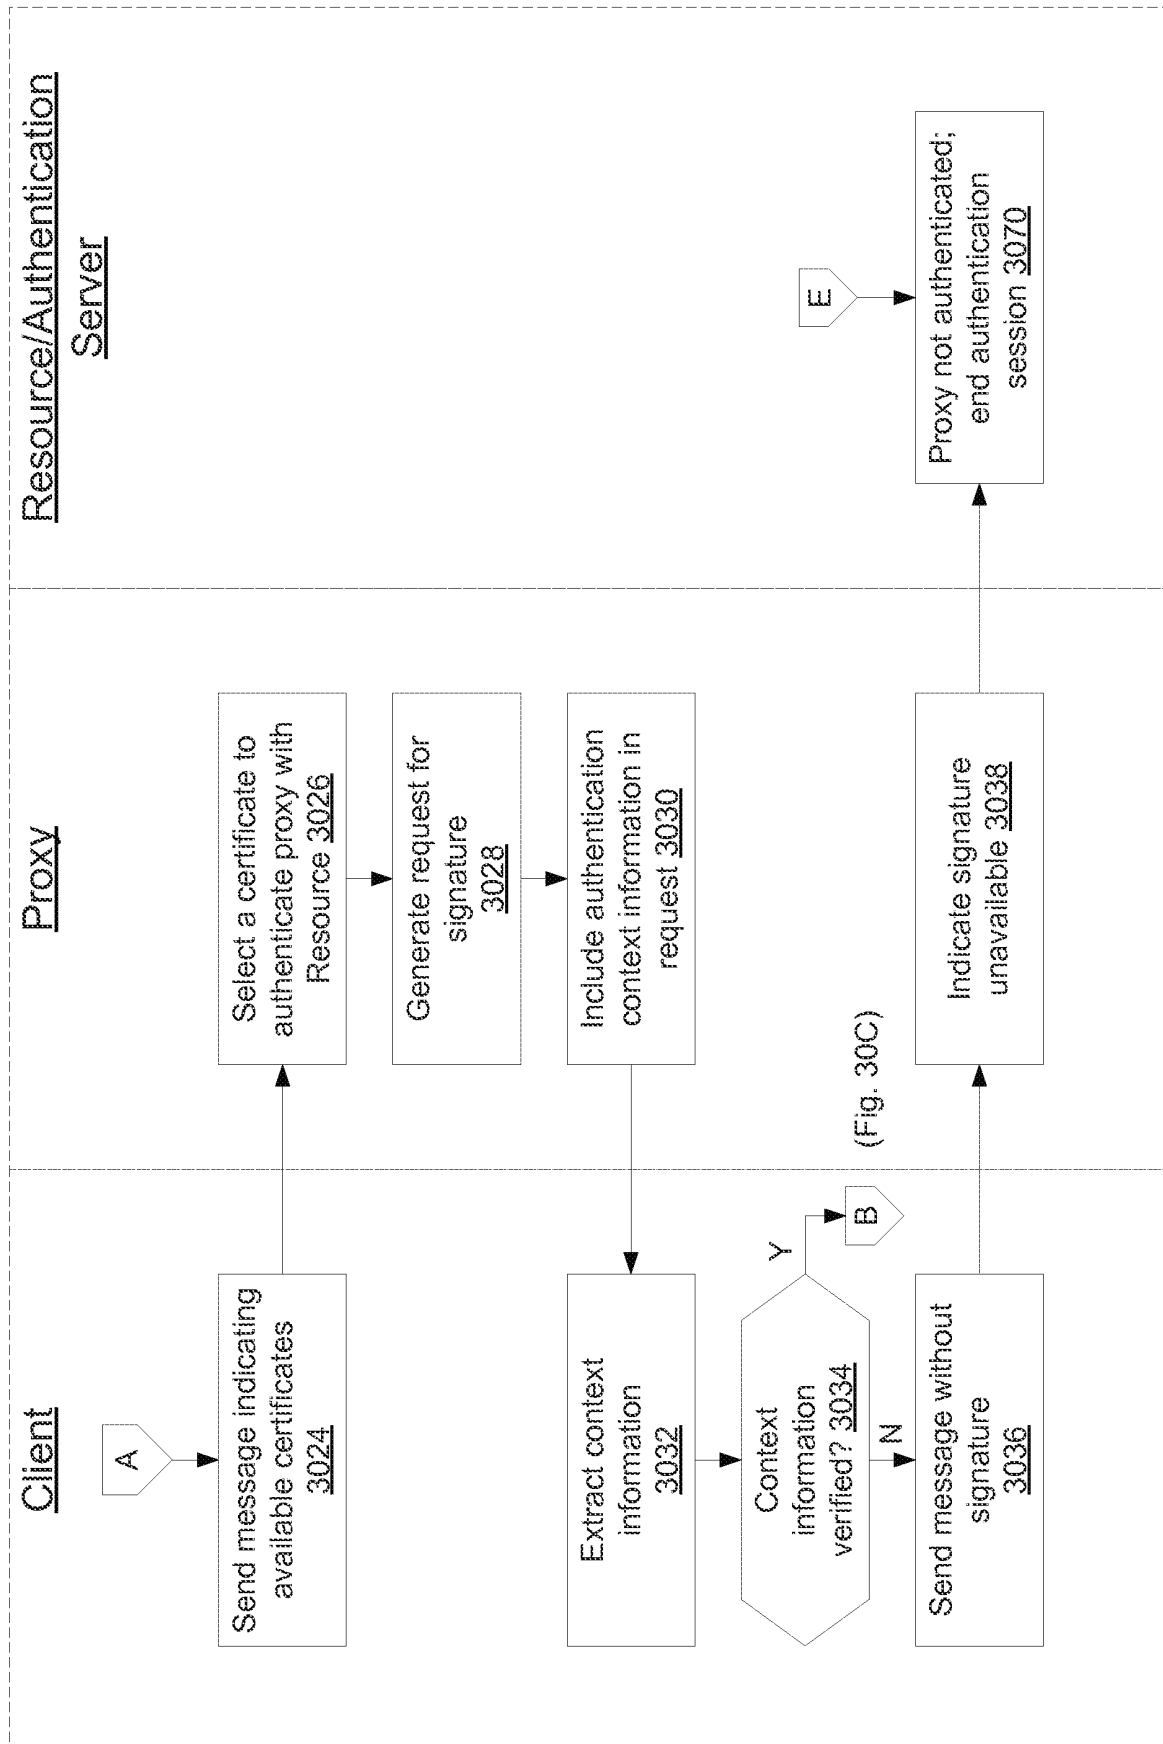 Client
Proxy
Resource/Authentication
Server
A
Send message indicating
available certificates
3024
Select a certificate to
authenticate proxy with
Resource 3026
Generate request for
signature
3028
Include authentication
context information in
request 3030
Extract context
information
3032
Context
information
verified? 3034
Y
B
(Fig. 30C)
N
Send message without
signature
3036
Indicate signature
unavailable 3038
E
Proxy not authenticated;
end authentication
session 3070